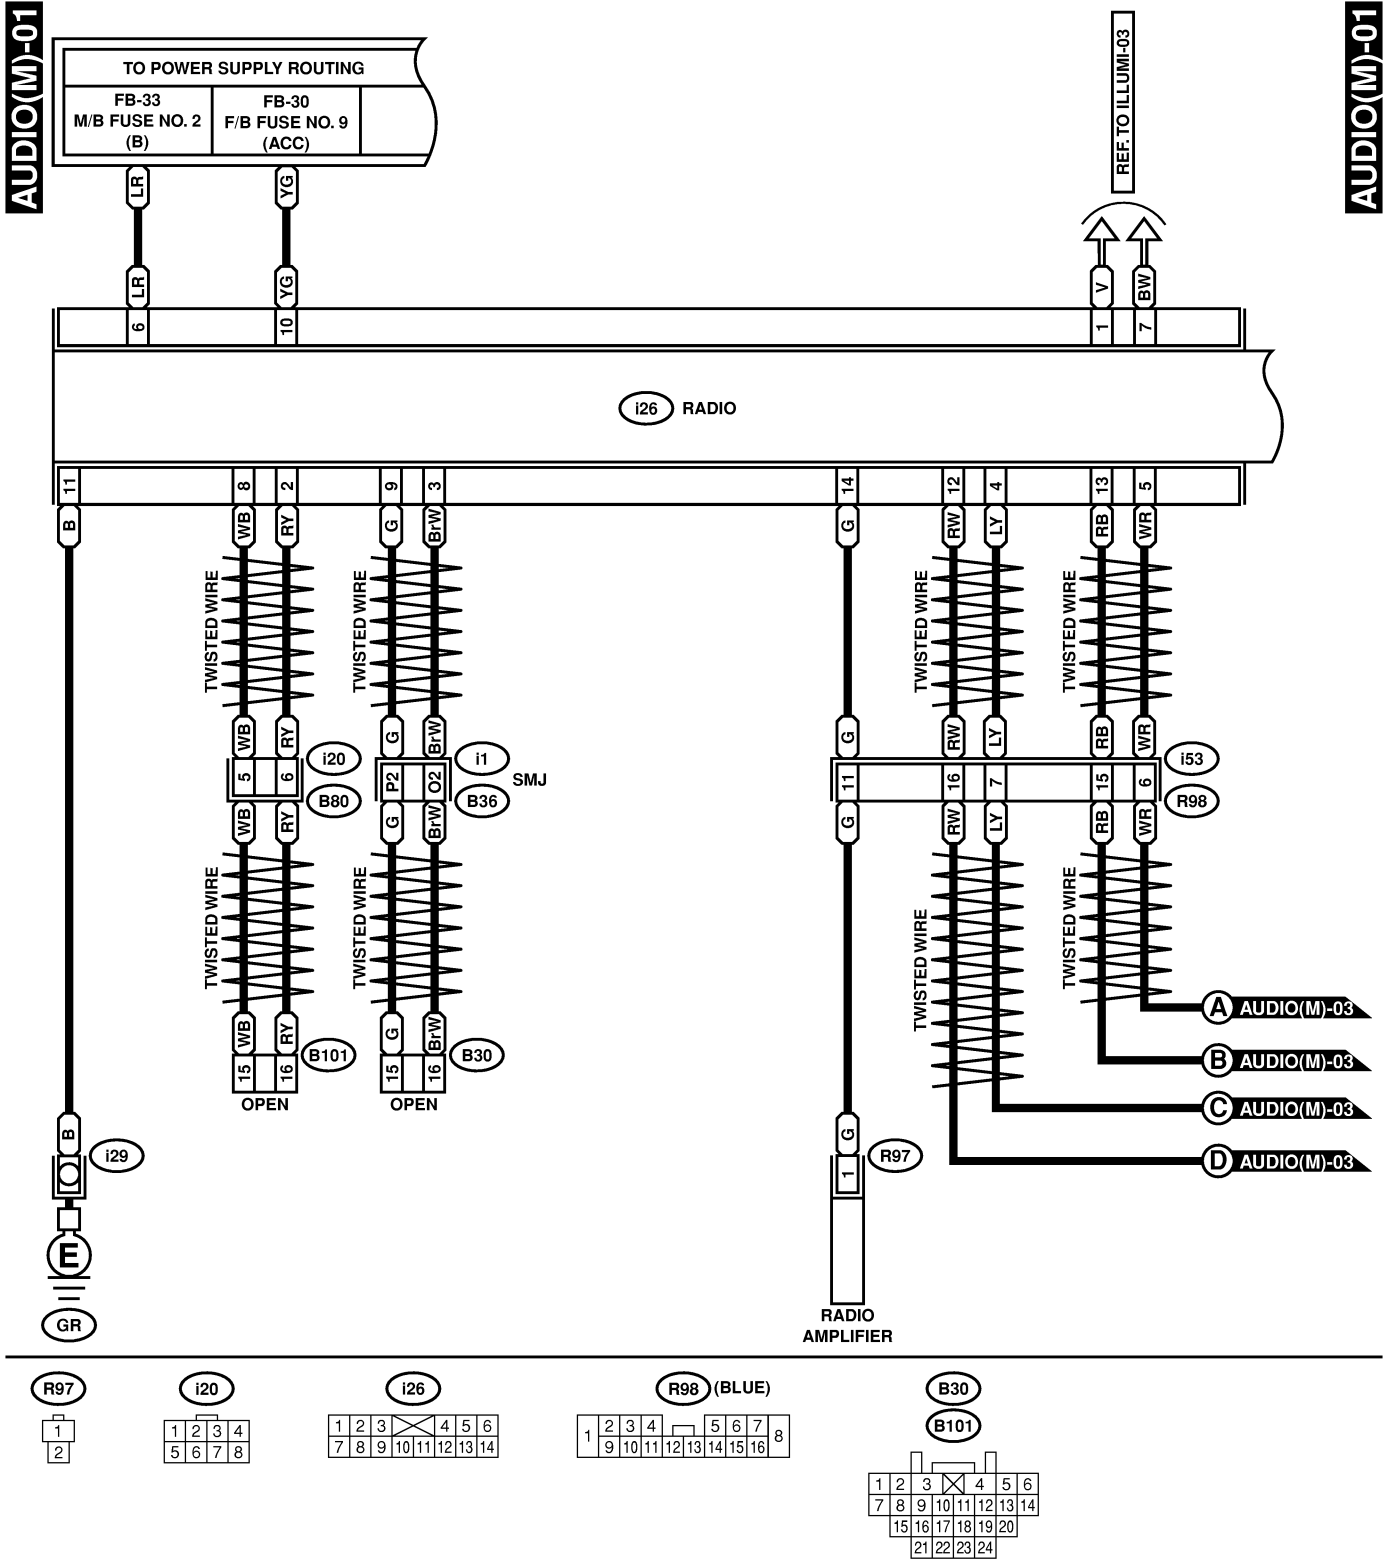 AUDIO(M)-01
AUDIO(M)-01
TO POWER SUPPLY ROUTING
FB-33
M/B FUSE NO. 2
(B)
FB-30
F/B FUSE NO. 9
(ACC)
REF. TO ILLUMI-03
LR
YG
LR
YG
V
BW
6
10
1
7
i26
RADIO
11
8
2
9
3
14
12
4
13
5
B
WB
RY
G
BrW
G
RW
LY
RB
WR
TWISTED WIRE
TWISTED WIRE
TWISTED WIRE
TWISTED WIRE
WB
RY
G
BrW
G
RW
LY
RB
WR
i20
i1
i53
5
6
P2
O2
SMJ
11
16
7
15
6
B80
B36
R98
WB
RY
G
BrW
G
RW
LY
RB
WR
TWISTED WIRE
TWISTED WIRE
TWISTED WIRE
TWISTED WIRE
A AUDIO(M)-03
WB
RY
G
BrW
B101
B30
B AUDIO(M)-03
15
16
15
16
OPEN
OPEN
C AUDIO(M)-03
B
G
i29
R97
D AUDIO(M)-03
1
E
GR
RADIO
AMPLIFIER
R97
1
2
i20
1 2 3 4
5 6 7 8
i26
1 2 3 4 5 6
7 8 9 10 11 12 13 14
R98 (BLUE)
1 2 3 4 5 6 7 8
9 10 11 12 13 14 15 16
B30
B101
1 2 3 4 5 6
7 8 9 10 11 12 13 14
15 16 17 18 19 20
21 22 23 24